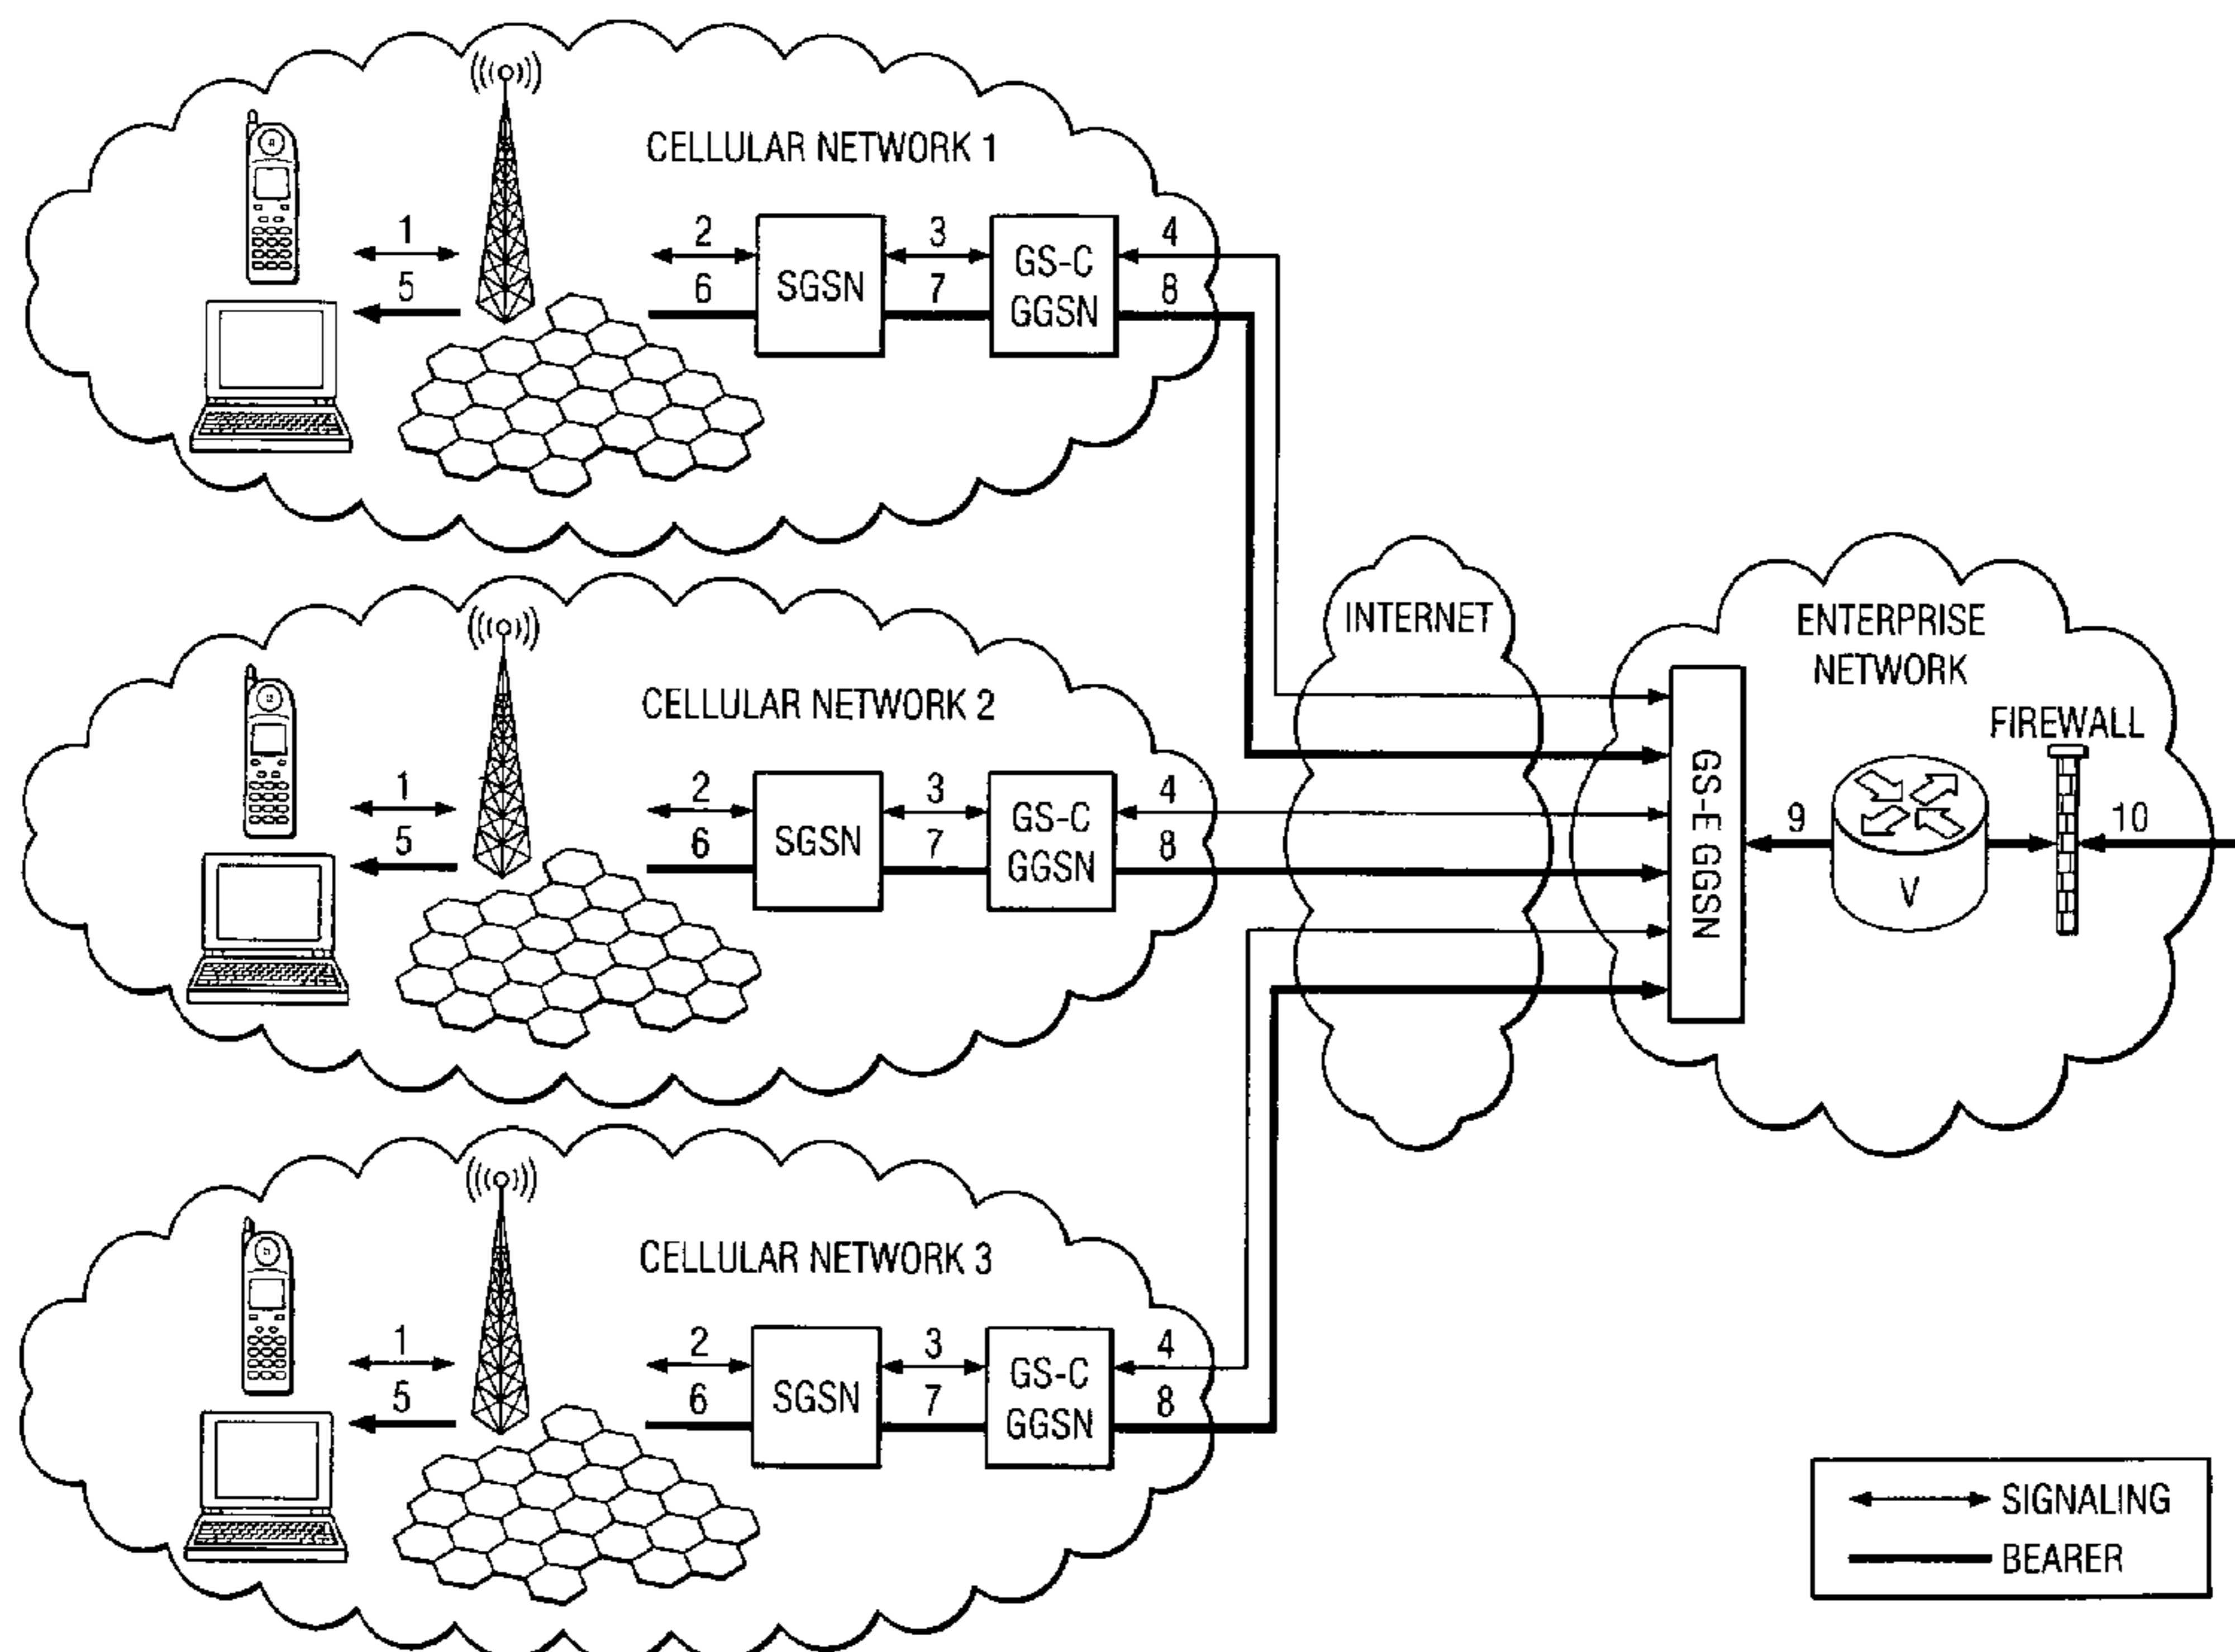 CELLULAR NETWORK 1
1
5
2
6
SGSN
3
7
GS-C
GGSN
4
8
CELLULAR NETWORK 2
1
5
2
6
SGSN
3
7
GS-C
GGSN
4
8
CELLULAR NETWORK 3
1
5
2
6
SGSN
3
7
GS-C
GGSN
4
8
INTERNET
ENTERPRISE
NETWORK
GS-E GGSN
9
V
FIREWALL
10
SIGNALING
BEARER